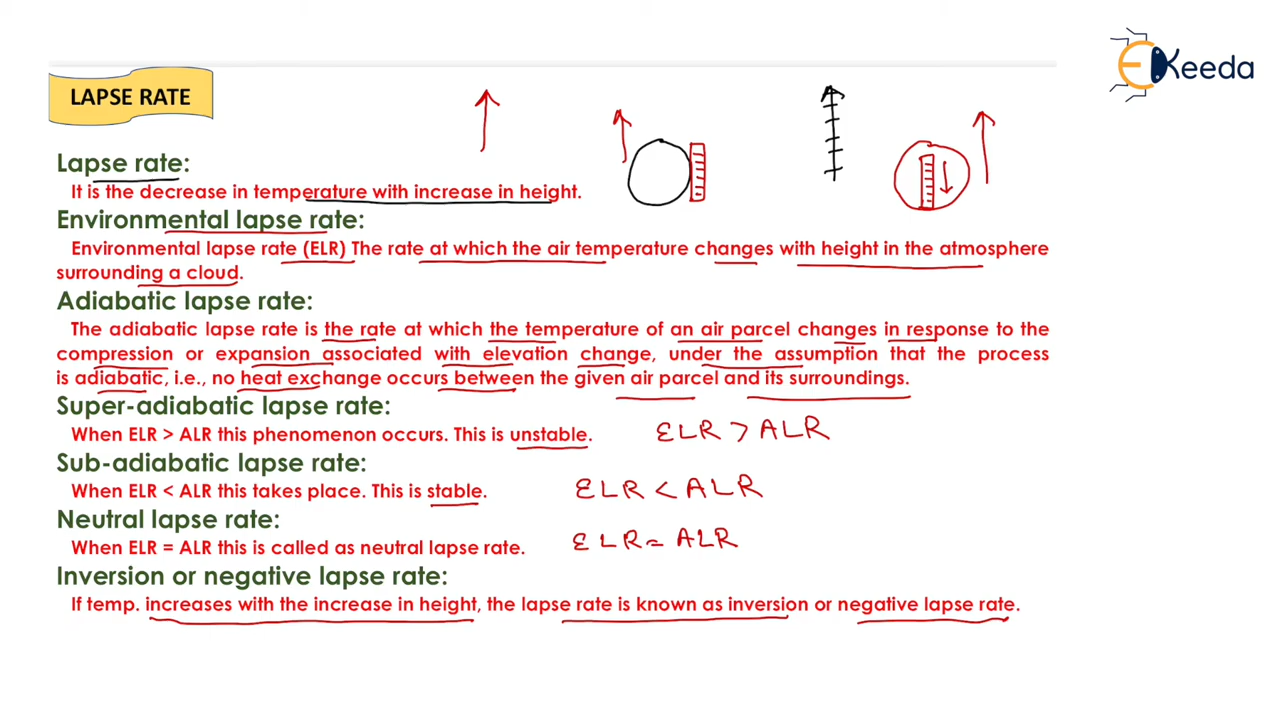 EKeeda
LAPSE RATE
Lapse rate:
It is the decrease in temperature with increase in height.
Environmental lapse rate:
Environmental lapse rate (ELR) The rate at which the air temperature changes with height in the atmosphere
surrounding a cloud.
Adiabatic lapse rate:
The adiabatic lapse rate is the rate at which the temperature of an air parcel changes in response to the
compression or expansion associated with elevation change, under the assumption that the process
is adiabatic, i.e., no heat exchange occurs between the given air parcel and its surroundings.
Super-adiabatic lapse rate:
When ELR > ALR this phenomenon occurs. This is unstable. ELR > ALR
Sub-adiabatic lapse rate:
When ELR < ALR this takes place. This is stable. ELR < ALR
Neutral lapse rate:
When ELR = ALR this is called as neutral lapse rate. ELR = ALR
Inversion or negative lapse rate:
If temp. increases with the increase in height, the lapse rate is known as inversion or negative lapse rate.